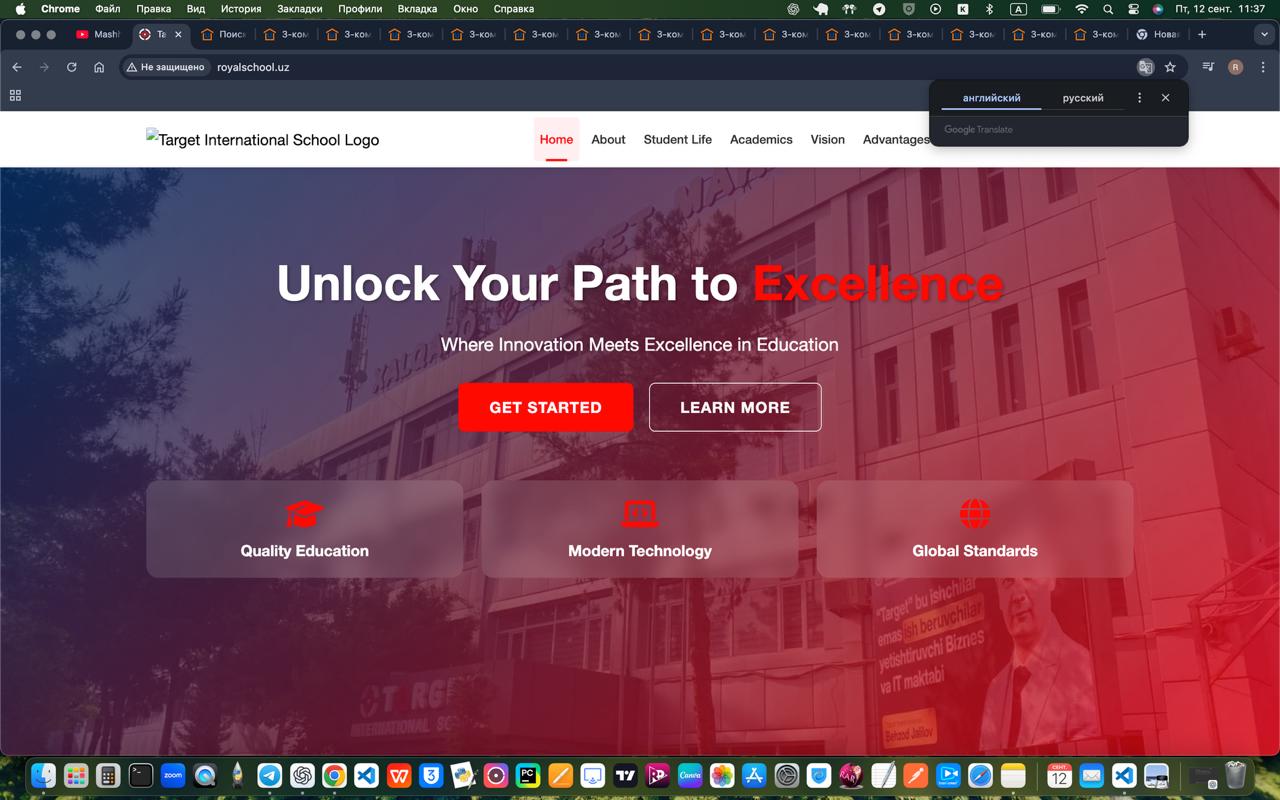 Chrome Файл Правка Вид История Закладки Профили Вкладка Окно Справка
A
Пт, 12 сент. 11:37
Mashh
Ta
Поиск
3-ком
3-ком
3-ком
3-ком
3-ком
3-ком
3-ком
3-ком
3-ком
3-ком
3-ком
3-ком
3-ком
3-ком
Новая
Не защищено
royalschool.uz
R
английский
русский
Google Translate
Target International School Logo
Home
About
Student Life
Academics
Vision
Advantages
Unlock Your Path to Excellence
Where Innovation Meets Excellence in Education
GET STARTED
LEARN MORE
Quality Education
Modern Technology
Global Standards
"Target" bu ishchilar
emas ish beruvchilar
yetishtiruvchi Biznes
va IT maktabi
Behzod Jalilov
TARGET
INTERNATIONAL SC
zoom
PC
Canva
СЕНТ.
12